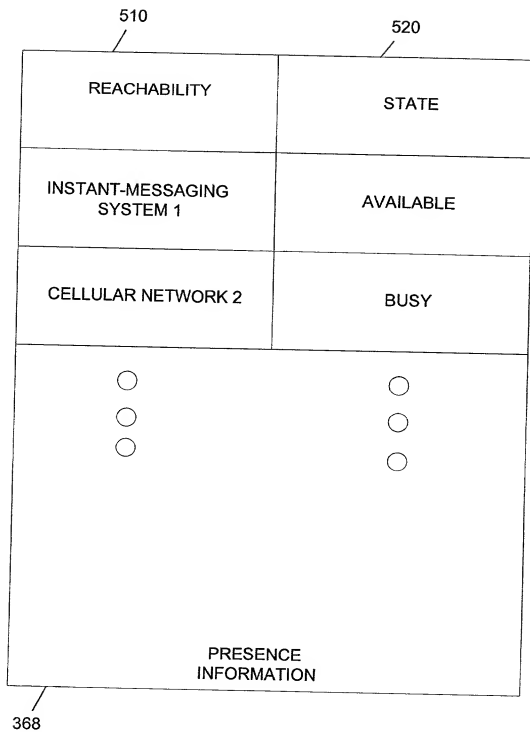 510
520
REACHABILITY
STATE
INSTANT-MESSAGING
SYSTEM 1
AVAILABLE
CELLULAR NETWORK 2
BUSY
PRESENCE
INFORMATION
368